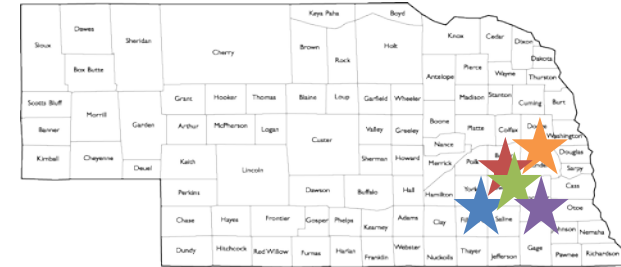 Keya Paha Boyd
Dawes Knox Cedar
Sioux Sheridan Cherry Brown Holt Dixon
Rock Dakota
Box Butte Pierce Wayne Thurston
Antelope
Scotts Bluff Grant Hooker Thomas Blaine Loup Garfield Wheeler Madison Stanton Cuming Burt
Morrill Garden
Banner Arthur McPherson Logan Valley Greeley Boone Platte Colfax Washington
Custer Nance
Kimball Cheyenne Keith Sherman Howard Merrick Douglas
Deuel Lincoln Sarpy
Perkins Dawson Buffalo Hall Hamilton Cass
Chase Hayes Frontier Gosper Phelps Kearney Adams Clay Saline Otoe
Nemaha
Dundy Hitchcock Red Willow Furnas Harlan Franklin Webster Nuckolls Thayer Jefferson Gage Pawnee Richardson